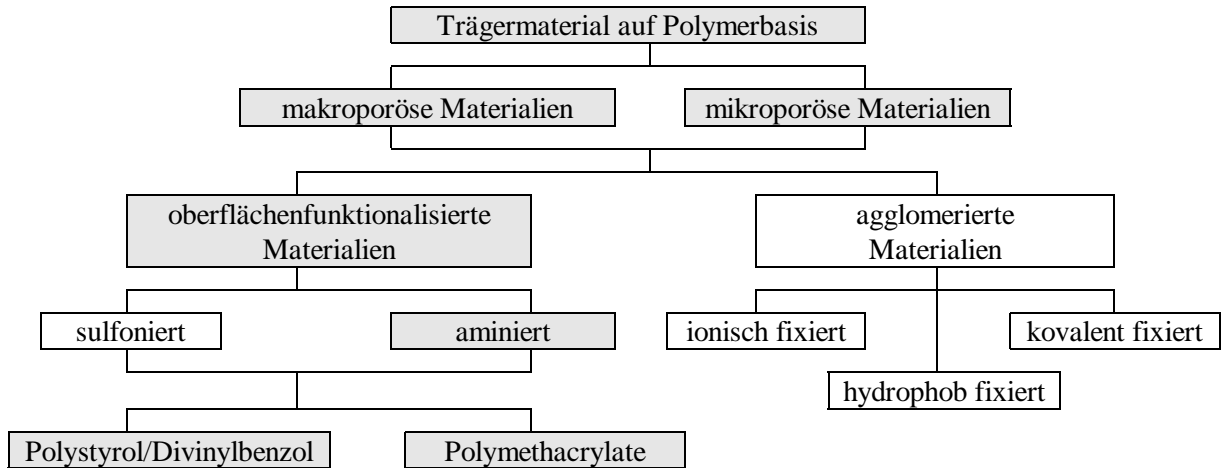 Trägermaterial auf Polymerbasis
makroporöse Materialien
mikroporöse Materialien
oberflächenfunktionalisierte
Materialien
agglomerierte
Materialien
sulfoniert
aminiert
ionisch fixiert
kovalent fixiert
hydrophob fixiert
Polystyrol/Divinylbenzol
Polymethacrylate